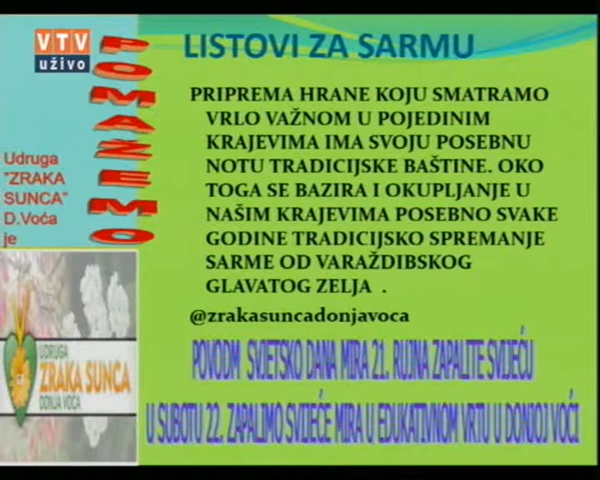 VTV
uživo
POMAŽEMO
Udruga
"ZRAKA
SUNCA"
D.Voća
je
LISTOVI ZA SARMU
PRIPREMA HRANE KOJU SMATRAMO
VRLO VAŽNOM U POJEDINIM
KRAJEVIMA IMA SVOJU POSEBNU
NOTU TRADICIJSKE BAŠTINE. OKO
TOGA SE BAZIRA I OKUPLJANJE U
NAŠIM KRAJEVIMA POSEBNO SVAKE
GODINE TRADICIJSKO SPREMANJE
SARME OD VARAŽDIBSKOG
GLAVATOG ZELJA .
@zrakasuncadonjavoca
POVODM SVJETSKO DANA MIRA 21. RUJNA ZAPALITE SVIJEĆU
U SUBOTU 22. ZAPALIMO SVIJEĆE MIRA U EDUKATIVNOM VRTU U DONJOJ VOĆI
UDRUGA
ZRAKA SUNCA
DONJA VOĆA